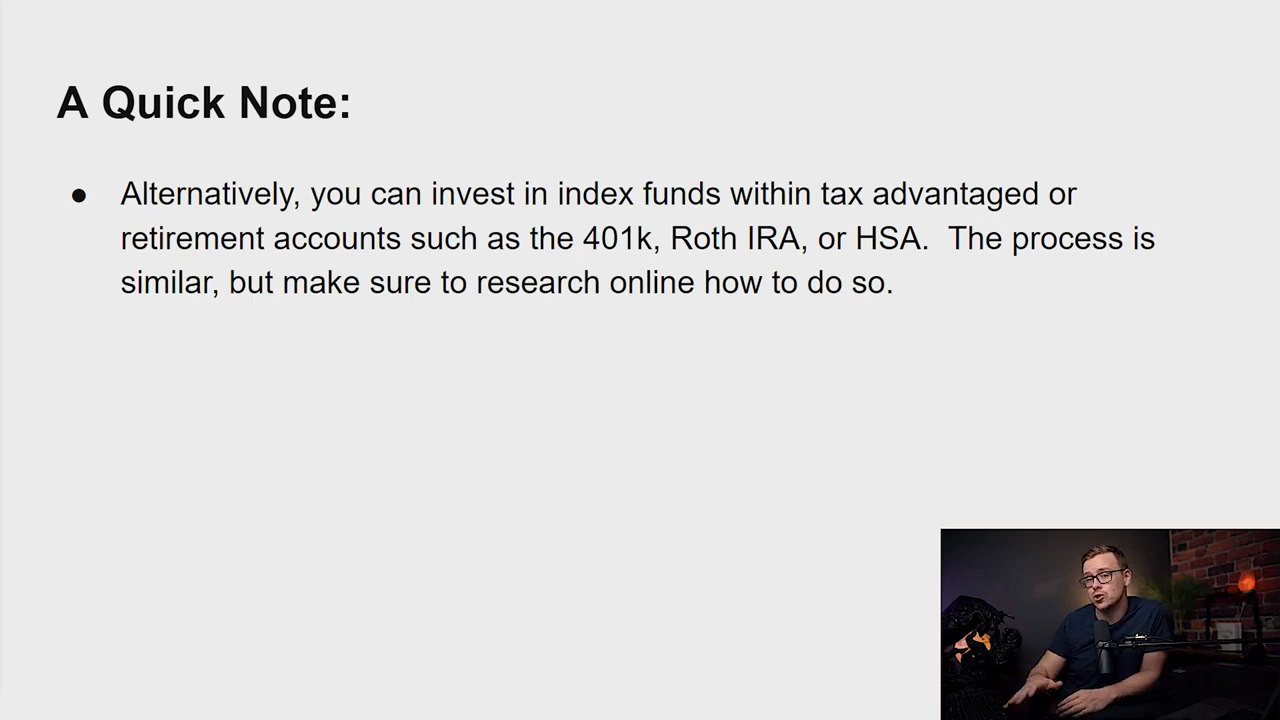 A Quick Note:
● Alternatively, you can invest in index funds within tax advantaged or
retirement accounts such as the 401k, Roth IRA, or HSA.  The process is
similar, but make sure to research online how to do so.